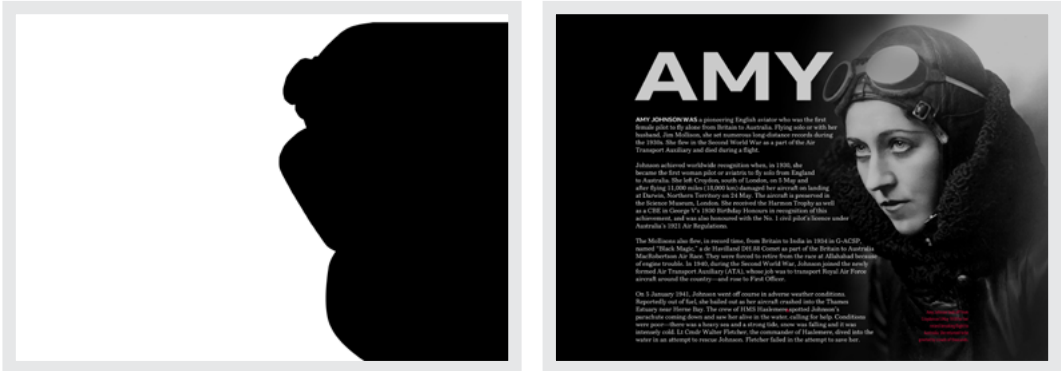 AMY
AMY JOHNSON WAS a pioneering English aviator who was the first
female pilot to fly alone from Britain to Australia. Flying solo or with her
husband, Jim Mollison, she set numerous long-distance records during
the 1930s. She flew in the Second World War as a part of the Air
Transport Auxiliary and died during a flight.
Johnson achieved worldwide recognition when, in 1930, she
became the first woman pilot or aviatrix to fly solo from England
to Australia. She left Croydon, south of London, on 5 May and
after flying 11,000 miles (18,000 km) damaged her aircraft on landing
at Darwin, Northern Territory on 24 May. The aircraft is preserved in
the Science Museum, London. She received the Harmon Trophy as well
as a CBE in George V's 1930 Birthday Honours in recognition of this
achievement, and was also honoured with the No. 1 civil pilot's licence under
Australia's 1921 Air Regulations.
The Mollisons also flew, in record time, from Britain to India in 1934 in G-ACSP,
named "Black Magic," a de Havilland DH.88 Comet as part of the Britain to Australia
MacRobertson Air Race. They were forced to retire from the race at Allahabad because
of engine trouble. In 1940, during the Second World War, Johnson joined the newly
formed Air Transport Auxiliary (ATA), whose job was to transport Royal Air Force
aircraft around the country—and rose to First Officer.
On 5 January 1941, Johnson went off course in adverse weather conditions.
Reportedly out of fuel, she bailed out as her aircraft crashed into the Thames
Estuary near Herne Bay. The crew of HMS Haslemere spotted Johnson's
parachute coming down and saw her alive in the water, calling for help. Conditions
were poor—there was a heavy sea and a strong tide, snow was falling and it was
intensely cold. Lt Cmdr Walter Fletcher, the commander of Haslemere, dived into the
water in an attempt to rescue Johnson. Fletcher failed in the attempt to save her.